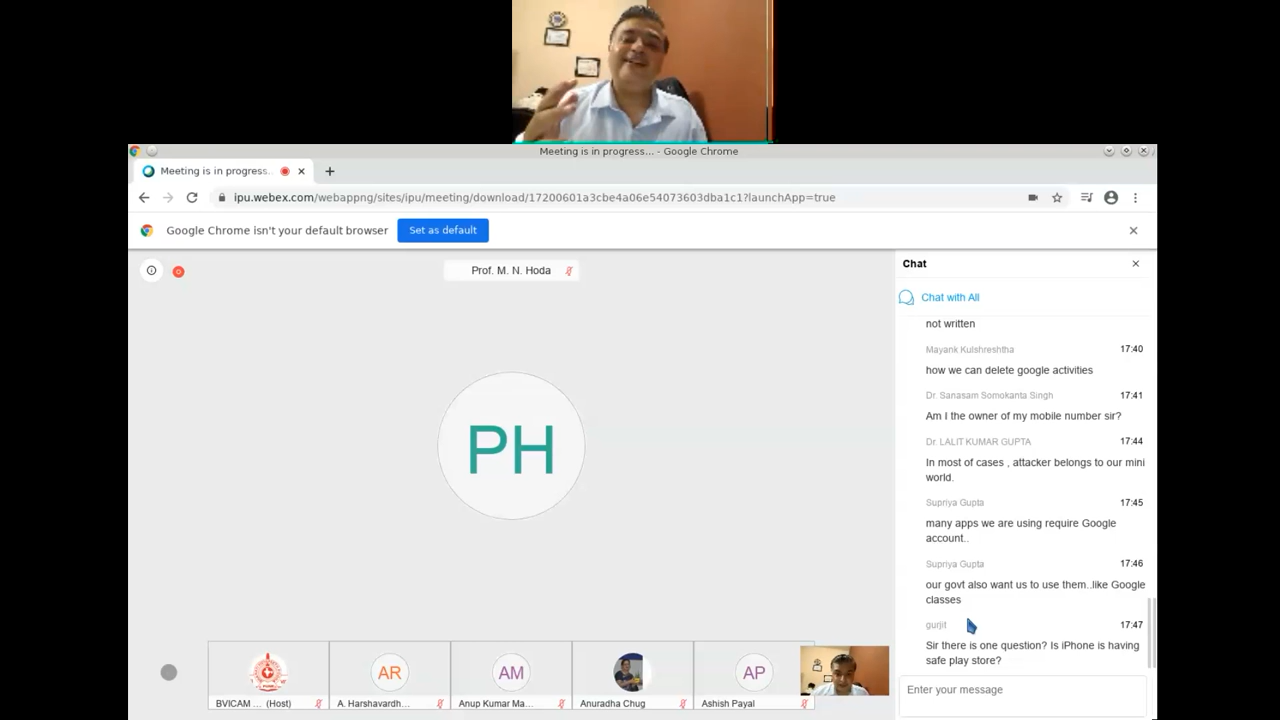 Meeting is in progress... - Google Chrome
Meeting is in progress..
ipu.webex.com/webappng/sites/ipu/meeting/download/17200601a3cbe4a06e54073603dba1c1?launchApp=true
Google Chrome isn't your default browser
Set as default
Prof. M. N. Hoda
PH
Chat
Chat with All
not written
Mayank Kulshreshtha 17:40
how we can delete google activities
Dr. Sanasam Somokanta Singh 17:41
Am I the owner of my mobile number sir?
Dr. LALIT KUMAR GUPTA 17:44
In most of cases , attacker belongs to our mini
world.
Supriya Gupta 17:45
many apps we are using require Google
account..
Supriya Gupta 17:46
our govt also want us to use them..like Google
classes
gurjit 17:47
Sir there is one question? Is iPhone is having
safe play store?
Enter your message
AR
AM
AP
BVICAM ... (Host)
A. Harshavardh...
Anup Kumar Ma...
Anuradha Chug
Ashish Payal